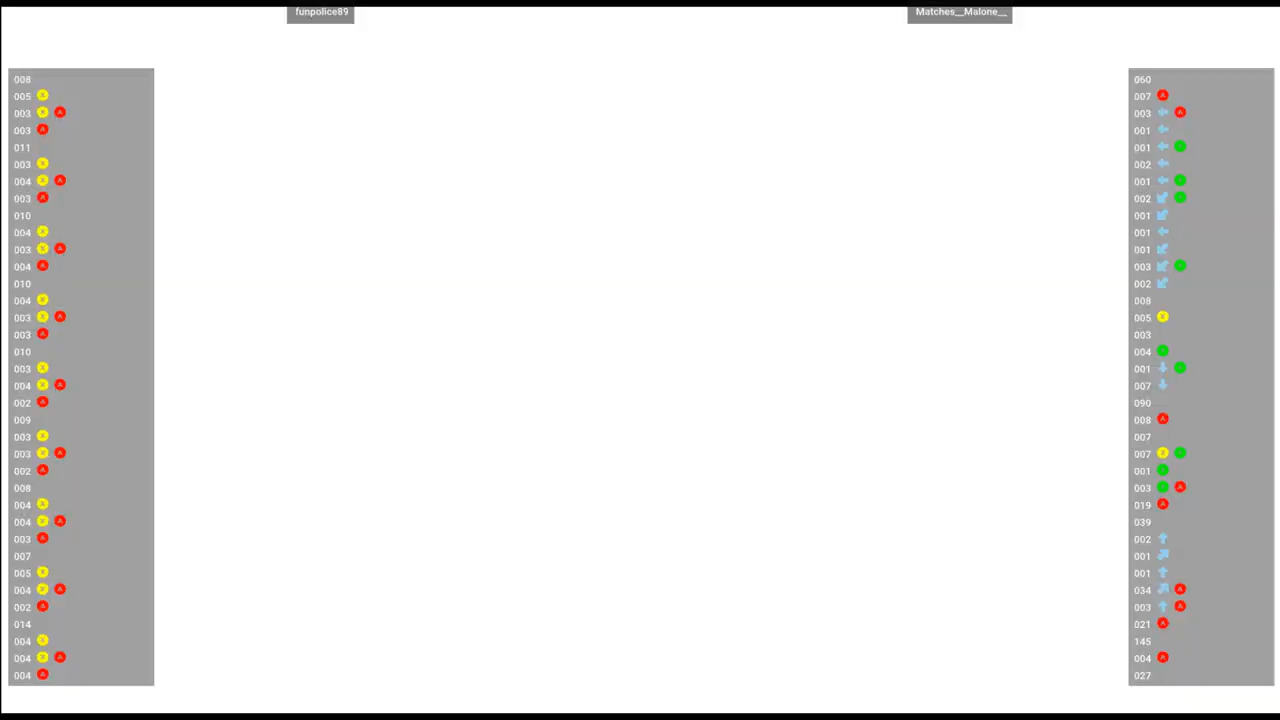 funpolice89
Matches__Malone__
008
005 X
003 X A
003 A
011
003 X
004 X A
003 A
010
004 X
003 X A
004 A
010
004 X
003 X A
003 A
010
003 X
004 X A
002 A
009
003 X
003 X A
002 A
008
004 X
004 X A
003 A
007
005 X
004 X A
002 A
014
004 X
004 X A
004 A
060
007 A
003 A
001
001
002
001
002
001
001
001
003
002
008
005 X
003
004
001
007
090
008 A
007
007 X
001
003 A
019 A
039
002
001
001
034 A
003 A
021 A
145
004 A
027